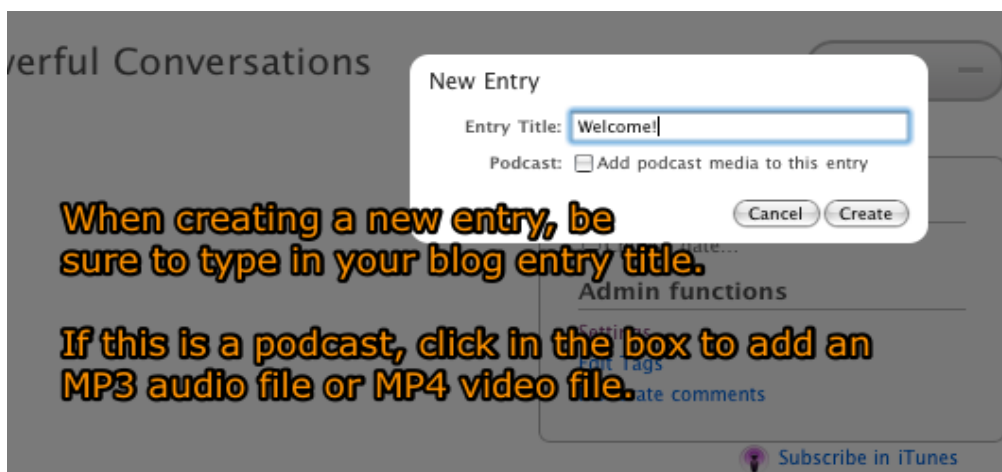 erful Conversations
New Entry
Entry Title: Welcome!
Podcast: Add podcast media to this entry
Cancel Create
When creating a new entry, be
sure to type in your blog entry title.
Admin functions
Settings
If this is a podcast, click in the box to add an
Edit Tags
MP3 audio file or MP4 video file.
comments
Subscribe in iTunes